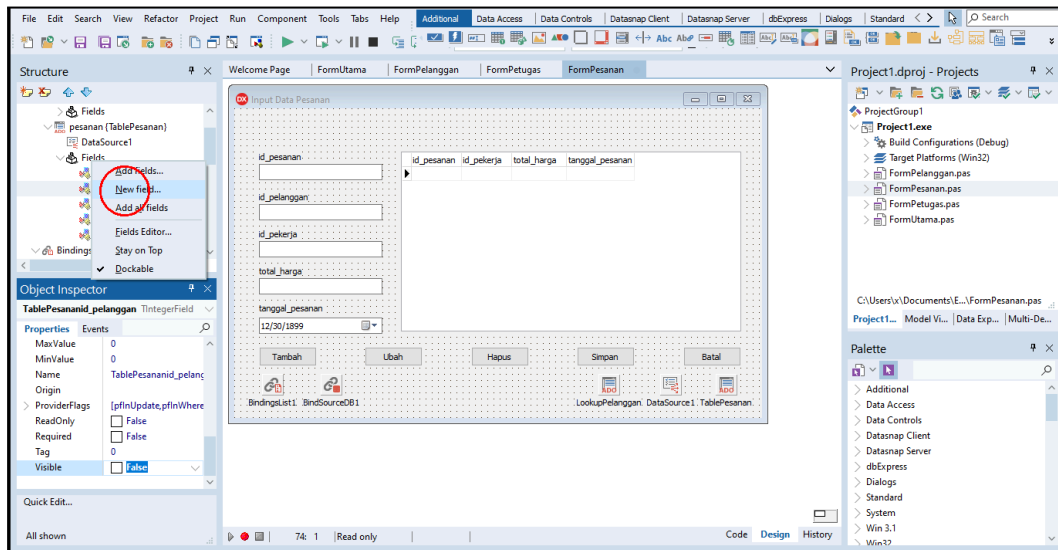 File Edit Search View Refactor Project Run Component Tools Tabs Help Additional Data Access Data Controls Datasnap Client Datasnap Server dbExpress Dialogs Standard Search
Abc Abc
Structure
Fields
pesanan {TablePesanan}
DataSource1
Fields
Add fields...
New field...
Add all fields
Fields Editor...
Stay on Top
Dockable
Bindings
Object Inspector
TablePesananid_pelanggan TIntegerField
Properties Events
MaxValue 0
MinValue 0
Name TablePesananid_pelang
Origin
ProviderFlags [pfInUpdate,pfInWhere
ReadOnly False
Required False
Tag 0
Visible False
Quick Edit...
All shown
Welcome Page FormUtama FormPelanggan FormPetugas FormPesanan
DX Input Data Pesanan
id_pesanan
id_pelanggan
id_pekerja
total_harga
tanggal_pesanan
12/30/1899
id_pesanan id_pekerja total_harga tanggal_pesanan
Tambah Ubah Hapus Simpan Batal
ADO ADO
BindingsList1 BindSourceDB1 LookupPelanggan DataSource1 TablePesanan
74: 1 Read only
Code Design History
Project1.dproj - Projects
ProjectGroup1
Project1.exe
Build Configurations (Debug)
Target Platforms (Win32)
FormPelanggan.pas
FormPesanan.pas
FormPetugas.pas
FormUtama.pas
C:\Users\x\Documents\E...\FormPesanan.pas
Project1... Model Vi... Data Exp... Multi-De...
Palette
Additional
Data Access
Data Controls
Datasnap Client
Datasnap Server
dbExpress
Dialogs
Standard
System
Win 3.1
Win32